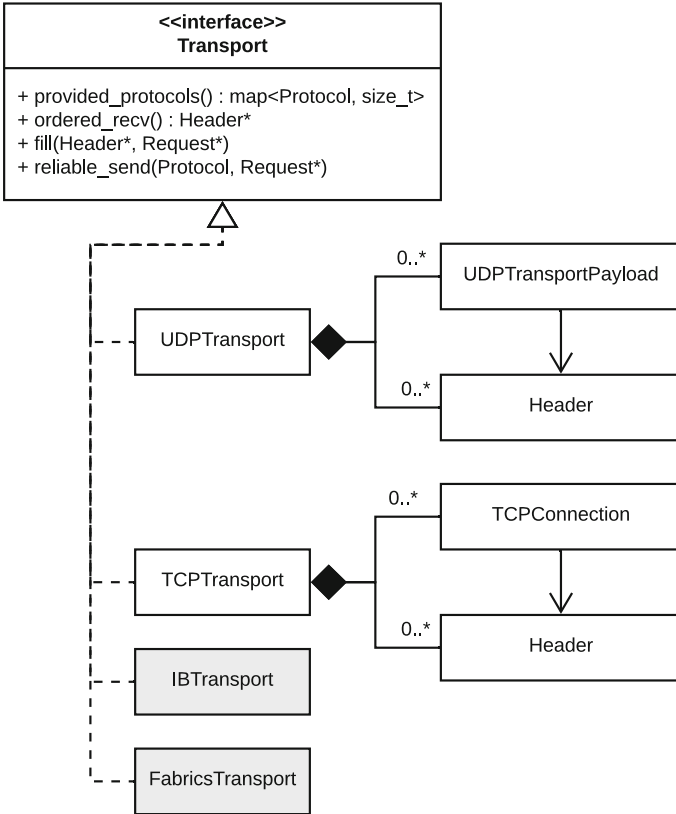 <<interface>>
Transport
+ provided_protocols() : map<Protocol, size_t>
+ ordered_recv() : Header*
+ fill(Header*, Request*)
+ reliable_send(Protocol, Request*)
0..*
UDPTransportPayload
UDPTransport
0..*
Header
0..*
TCPConnection
TCPTransport
0..*
Header
IBTransport
FabricsTransport